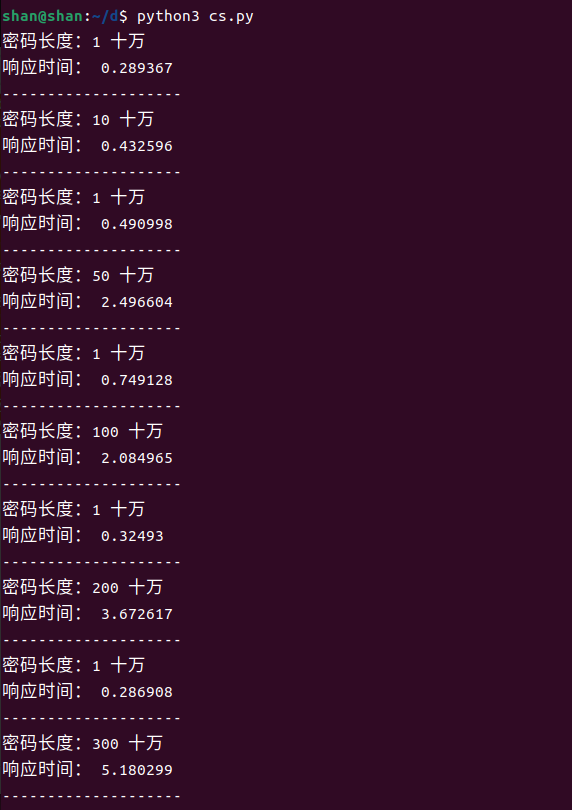 shan@shan:~/d$ python3 cs.py
密码长度：1 十万
响应时间： 0.289367
--------------------
密码长度：10 十万
响应时间： 0.432596
--------------------
密码长度：1 十万
响应时间： 0.490998
--------------------
密码长度：50 十万
响应时间： 2.496604
--------------------
密码长度：1 十万
响应时间： 0.749128
--------------------
密码长度：100 十万
响应时间： 2.084965
--------------------
密码长度：1 十万
响应时间： 0.32493
--------------------
密码长度：200 十万
响应时间： 3.672617
--------------------
密码长度：1 十万
响应时间： 0.286908
--------------------
密码长度：300 十万
响应时间： 5.180299
--------------------